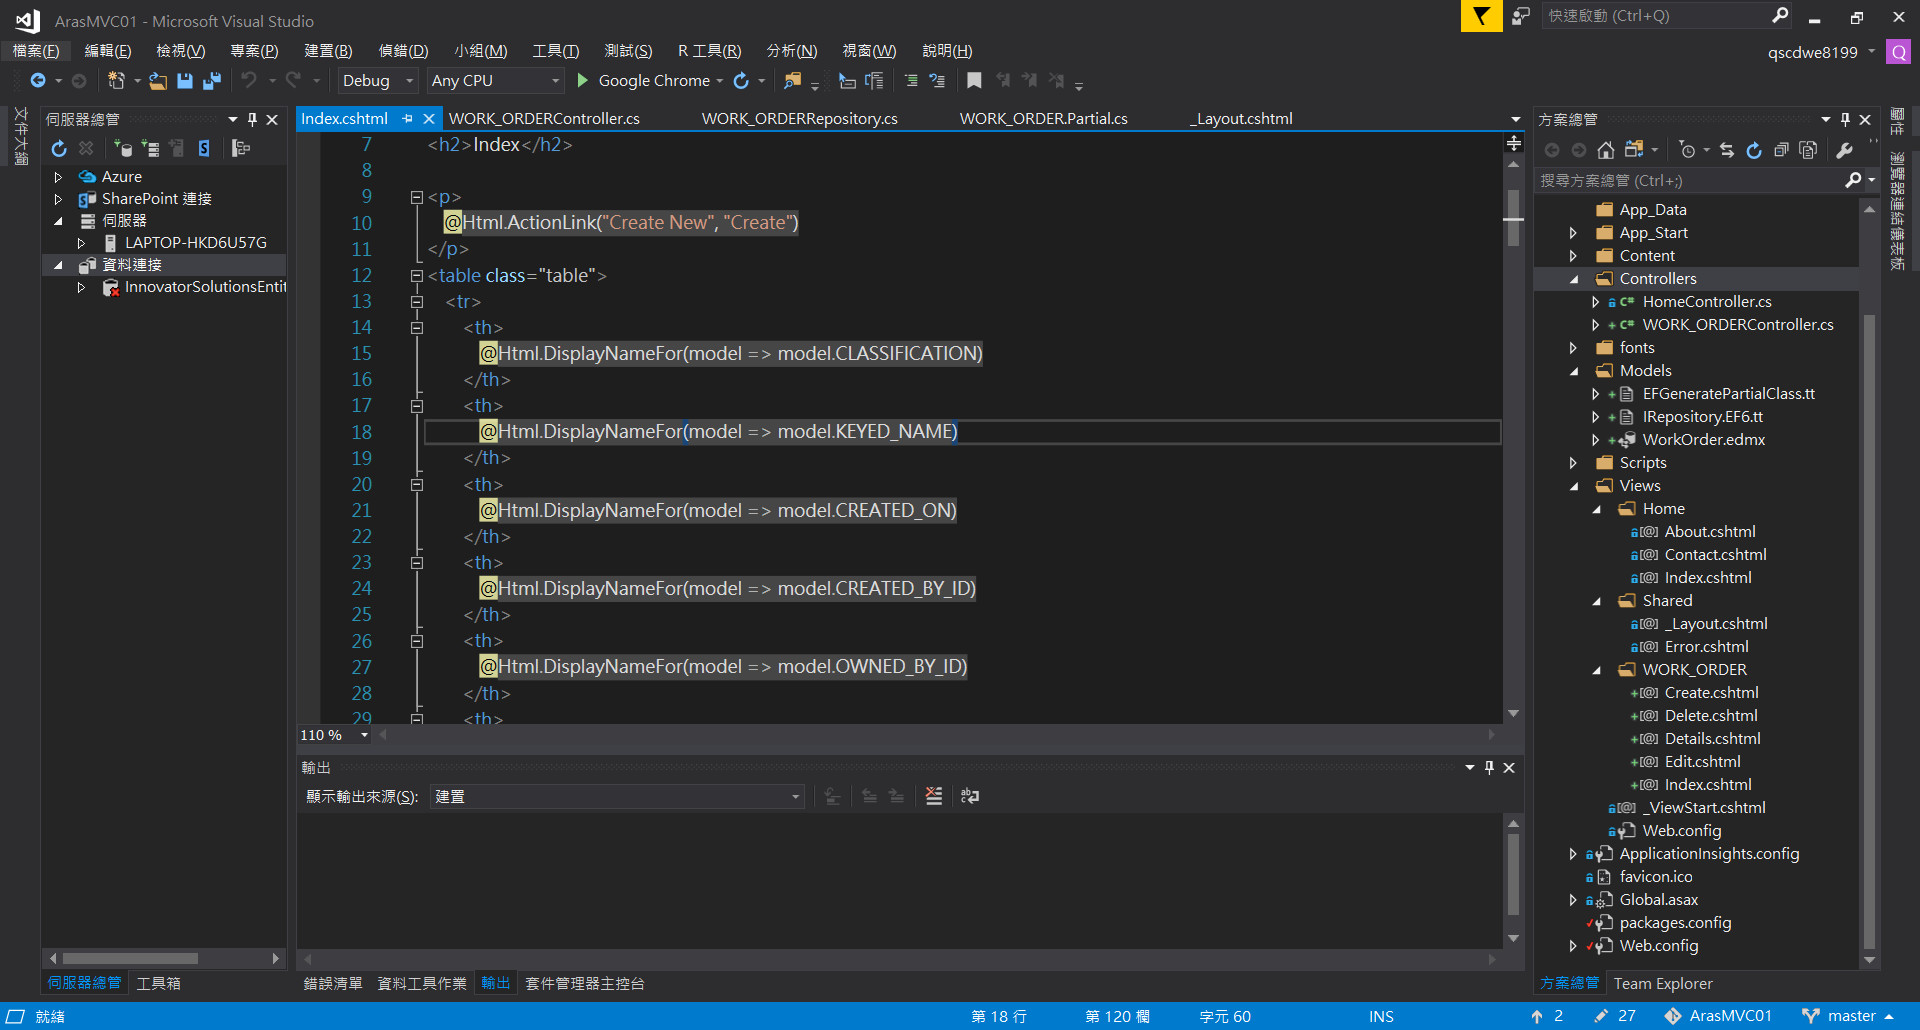 ArasMVC01 - Microsoft Visual Studio
快速啟動 (Ctrl+Q)
檔案(F) 編輯(E) 檢視(V) 專案(P) 建置(B) 偵錯(D) 小組(M) 工具(T) 測試(S) R 工具(R) 分析(N) 視窗(W) 說明(H)
qscdwe8199 Q
Debug Any CPU Google Chrome
文件大綱
伺服器總管
Azure
SharePoint 連接
伺服器
LAPTOP-HKD6U57G
資料連接
InnovatorSolutionsEntit
伺服器總管 工具箱
Index.cshtml WORK_ORDERController.cs WORK_ORDERRepository.cs WORK_ORDER.Partial.cs _Layout.cshtml
7 <h2>Index</h2>
8
9 <p>
10 @Html.ActionLink("Create New", "Create")
11 </p>
12 <table class="table">
13 <tr>
14 <th>
15 @Html.DisplayNameFor(model => model.CLASSIFICATION)
16 </th>
17 <th>
18 @Html.DisplayNameFor(model => model.KEYED_NAME)
19 </th>
20 <th>
21 @Html.DisplayNameFor(model => model.CREATED_ON)
22 </th>
23 <th>
24 @Html.DisplayNameFor(model => model.CREATED_BY_ID)
25 </th>
26 <th>
27 @Html.DisplayNameFor(model => model.OWNED_BY_ID)
28 </th>
29 <th>
110 %
輸出
顯示輸出來源(S): 建置
錯誤清單 資料工具作業 輸出 套件管理器主控台
方案總管
搜尋方案總管 (Ctrl+;)
App_Data
App_Start
Content
Controllers
HomeController.cs
WORK_ORDERController.cs
fonts
Models
EFGeneratePartialClass.tt
IRepository.EF6.tt
WorkOrder.edmx
Scripts
Views
Home
About.cshtml
Contact.cshtml
Index.cshtml
Shared
_Layout.cshtml
Error.cshtml
WORK_ORDER
Create.cshtml
Delete.cshtml
Details.cshtml
Edit.cshtml
Index.cshtml
_ViewStart.cshtml
Web.config
ApplicationInsights.config
favicon.ico
Global.asax
packages.config
Web.config
方案總管 Team Explorer
屬性
瀏覽器連結儀表板
就緒 第 18 行 第 120 欄 字元 60 INS 2 27 ArasMVC01 master